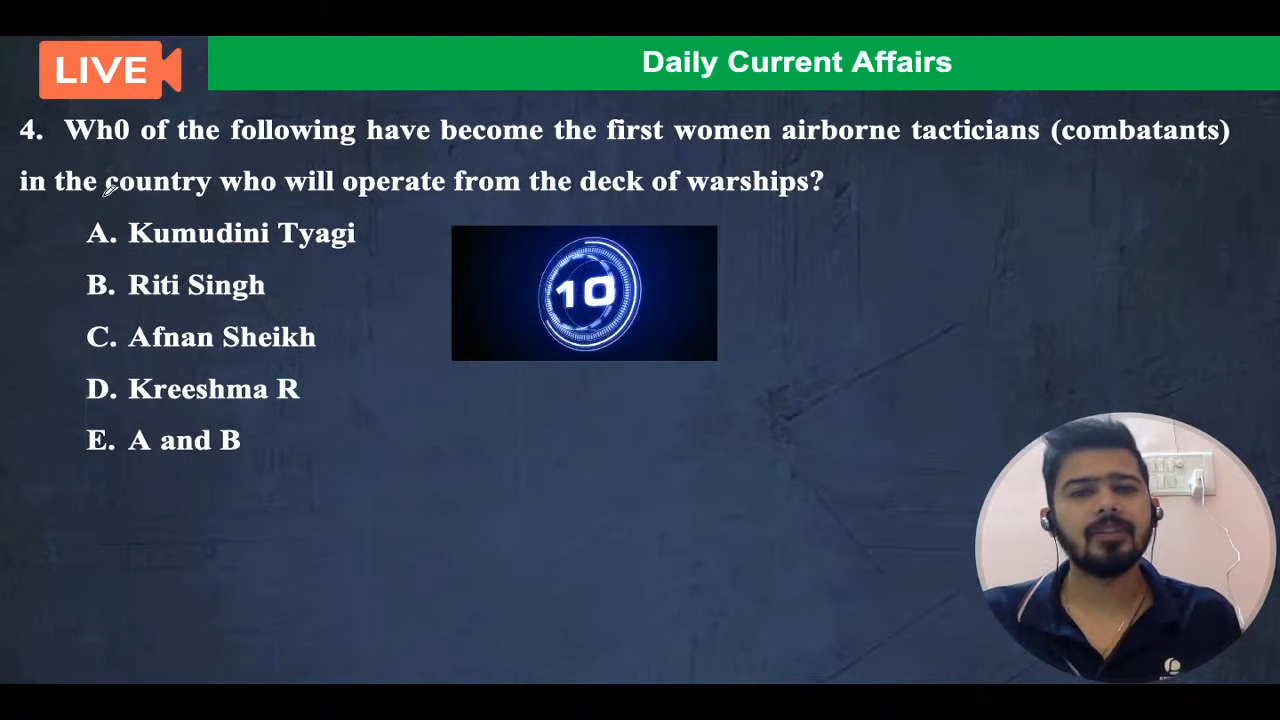 LIVE
Daily Current Affairs
4. Wh0 of the following have become the first women airborne tacticians (combatants)
in the country who will operate from the deck of warships?
A. Kumudini Tyagi
B. Riti Singh
C. Afnan Sheikh
D. Kreeshma R
E. A and B
10